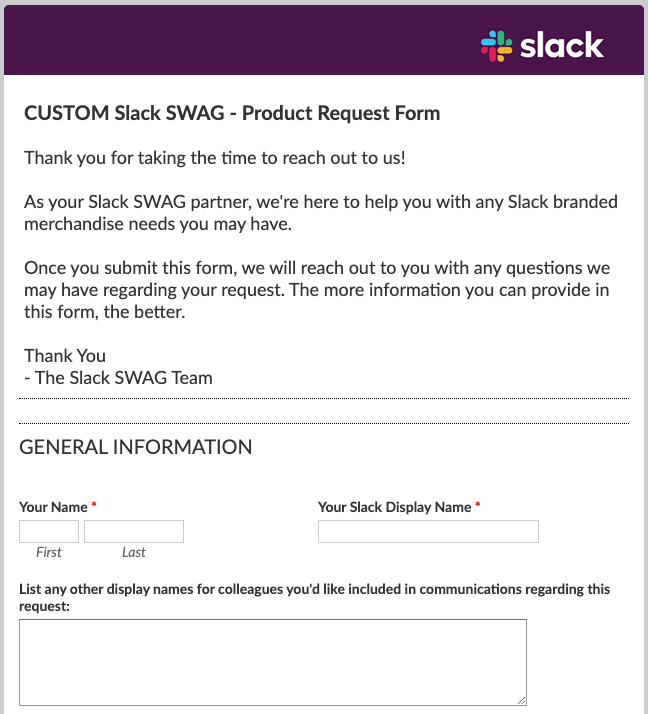 slack
CUSTOM Slack SWAG - Product Request Form
Thank you for taking the time to reach out to us!
As your Slack SWAG partner, we're here to help you with any Slack branded
merchandise needs you may have.
Once you submit this form, we will reach out to you with any questions we
may have regarding your request. The more information you can provide in
this form, the better.
Thank You
- The Slack SWAG Team
GENERAL INFORMATION
Your Name * Your Slack Display Name *
First Last
List any other display names for colleagues you'd like included in communications regarding this
request: